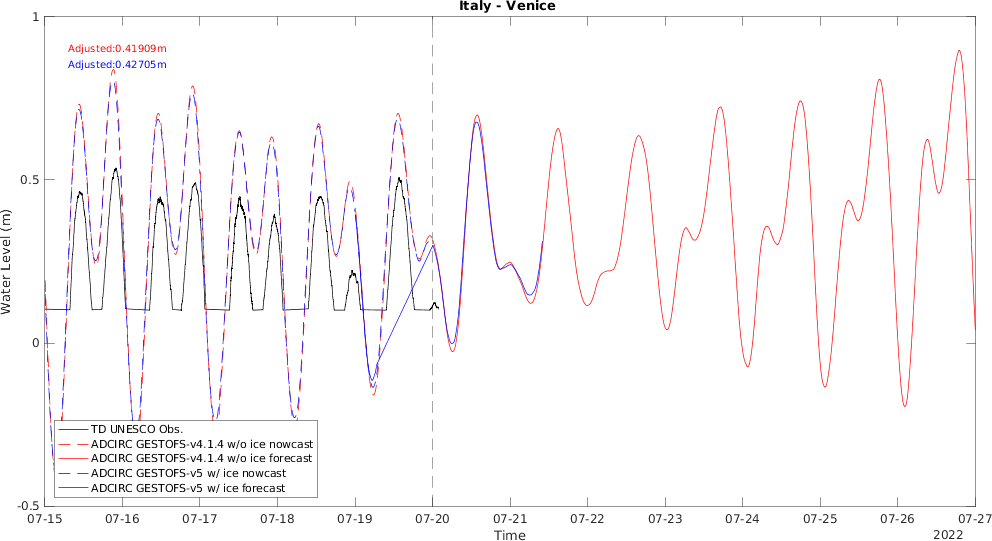 Italy - Venice
1
Adjusted:0.41909m
Adjusted:0.42705m
0.5
Water Level (m)
0
TD UNESCO Obs.
ADCIRC GESTOFS-v4.1.4 w/o ice nowcast
ADCIRC GESTOFS-v4.1.4 w/o ice forecast
ADCIRC GESTOFS-v5 w/ ice nowcast
ADCIRC GESTOFS-v5 w/ ice forecast
-0.5
07-15 07-16 07-17 07-18 07-19 07-20 07-21 07-22 07-23 07-24 07-25 07-26 07-27
Time
2022